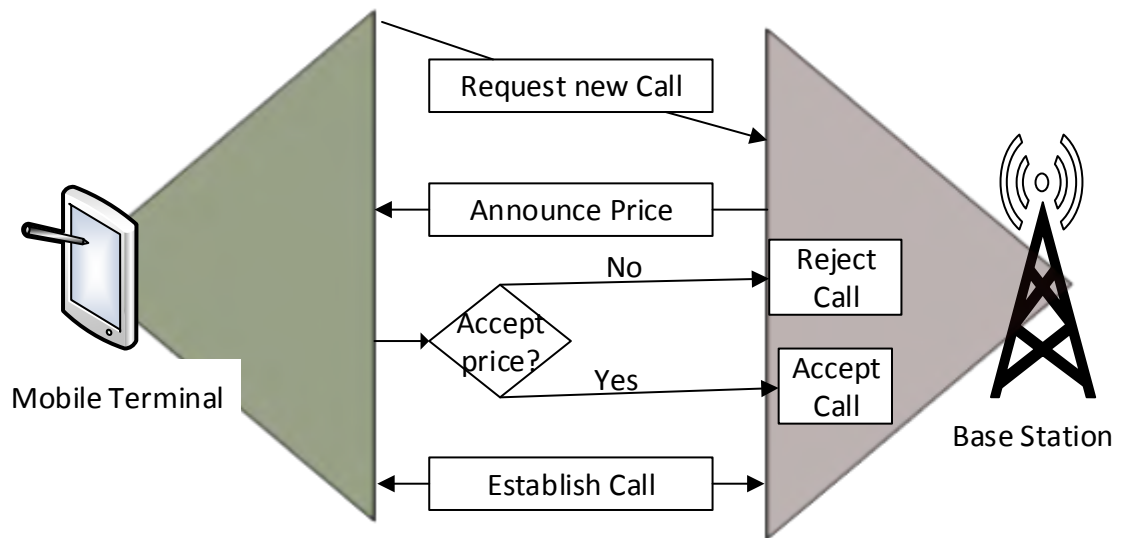 Request new Call
Announce Price
No
Reject
Call
Accept
price?
Yes
Accept
Call
Mobile Terminal
Base Station
Establish Call